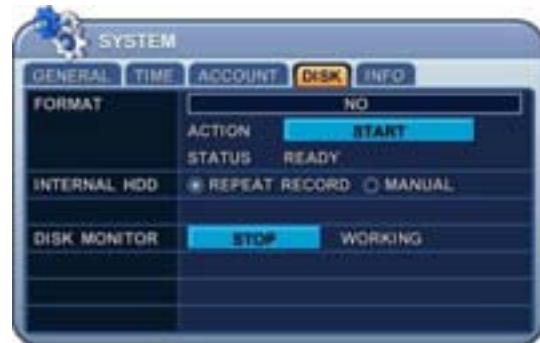 SYSTEM
GENERAL TIME ACCOUNT DISK INFO
FORMAT NO
ACTION START
STATUS READY
INTERNAL HDD REPEAT RECORD MANUAL
DISK MONITOR STOP WORKING